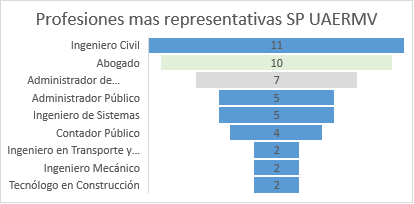 Profesiones mas representativas SP UAERMV
Ingeniero Civil 11
Abogado 10
Administrador de... 7
Administrador Público 5
Ingeniero de Sistemas 5
Contador Público 4
Ingeniero en Transporte y... 2
Ingeniero Mecánico 2
Tecnólogo en Construcción 2